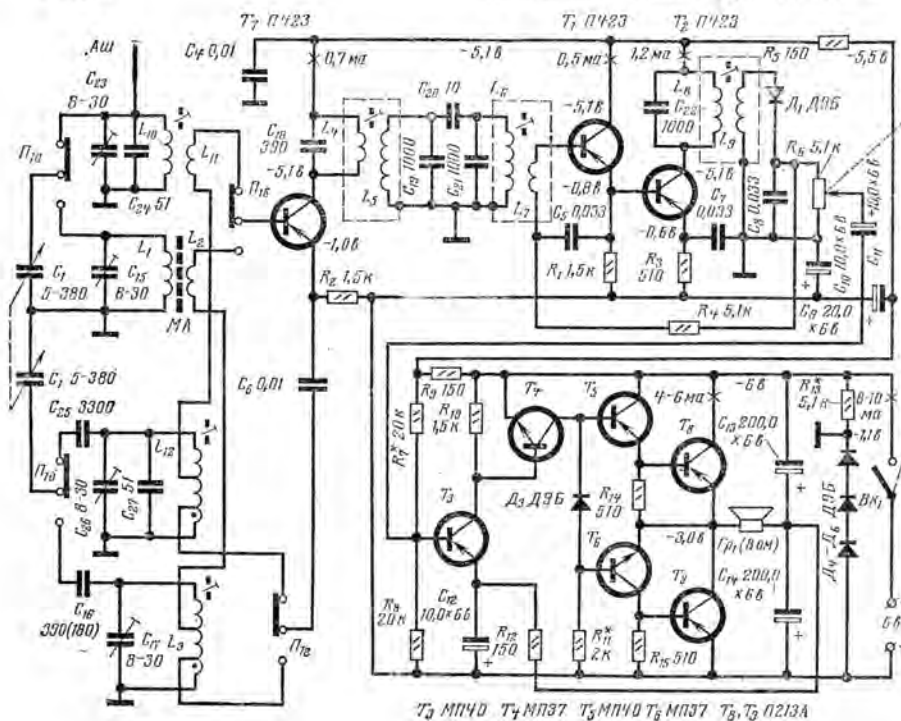 T7 П423
T1 П423
T2 П423
АШ
C4 0,01
0,7 ма
-5,1в
0,5 ма
1,2 ма
R5 150
-5,5в
C23
8-30
L10
L11
C18
390
L4
C20 10
L6
-5,1в
L8
C22
1000
Д1 Д9Б
П1а
C24 51
П1б
-5,1в
C19 1000
C21 1000
L5
L7
-0,8в
L9
-5,1в
R6 5,1к
C1
5-380
L1
C15
8-30
L2
МА
-1,0в
R2 1,5к
C5 0,033
R1 1,5к
-0,6в
R3
510
C7
0,033
C8 0,033
C10 10,0×6в
C11
10,0×6в
C9 20,0
×6в
R4 5,1к
C1 5-380
C6 0,01
C25 3300
R9 150
R10
1,5к
R7* 20к
T4
T5
4-6ма
-6в
R13*
5,1к
8-10
ма
-1,1в
C13 200,0
×6в
T8
L12
П1в
C26 8-30
C27 51
T3
Д3 Д9Б
R14
510
-3,0в
Гр1 (8 ом)
Д9Б
Д4-Д6
Вк1
T6
T9
C14 200,0
×6в
C16
390(180)
C17
8-30
L3
П1г
R8
20к
C12
10,0×6в
R12
150
R11*
2к
R15 510
6в
T3 МП40 T4 МП37 T5 МП40 T6 МП37 T8, T9 П213А